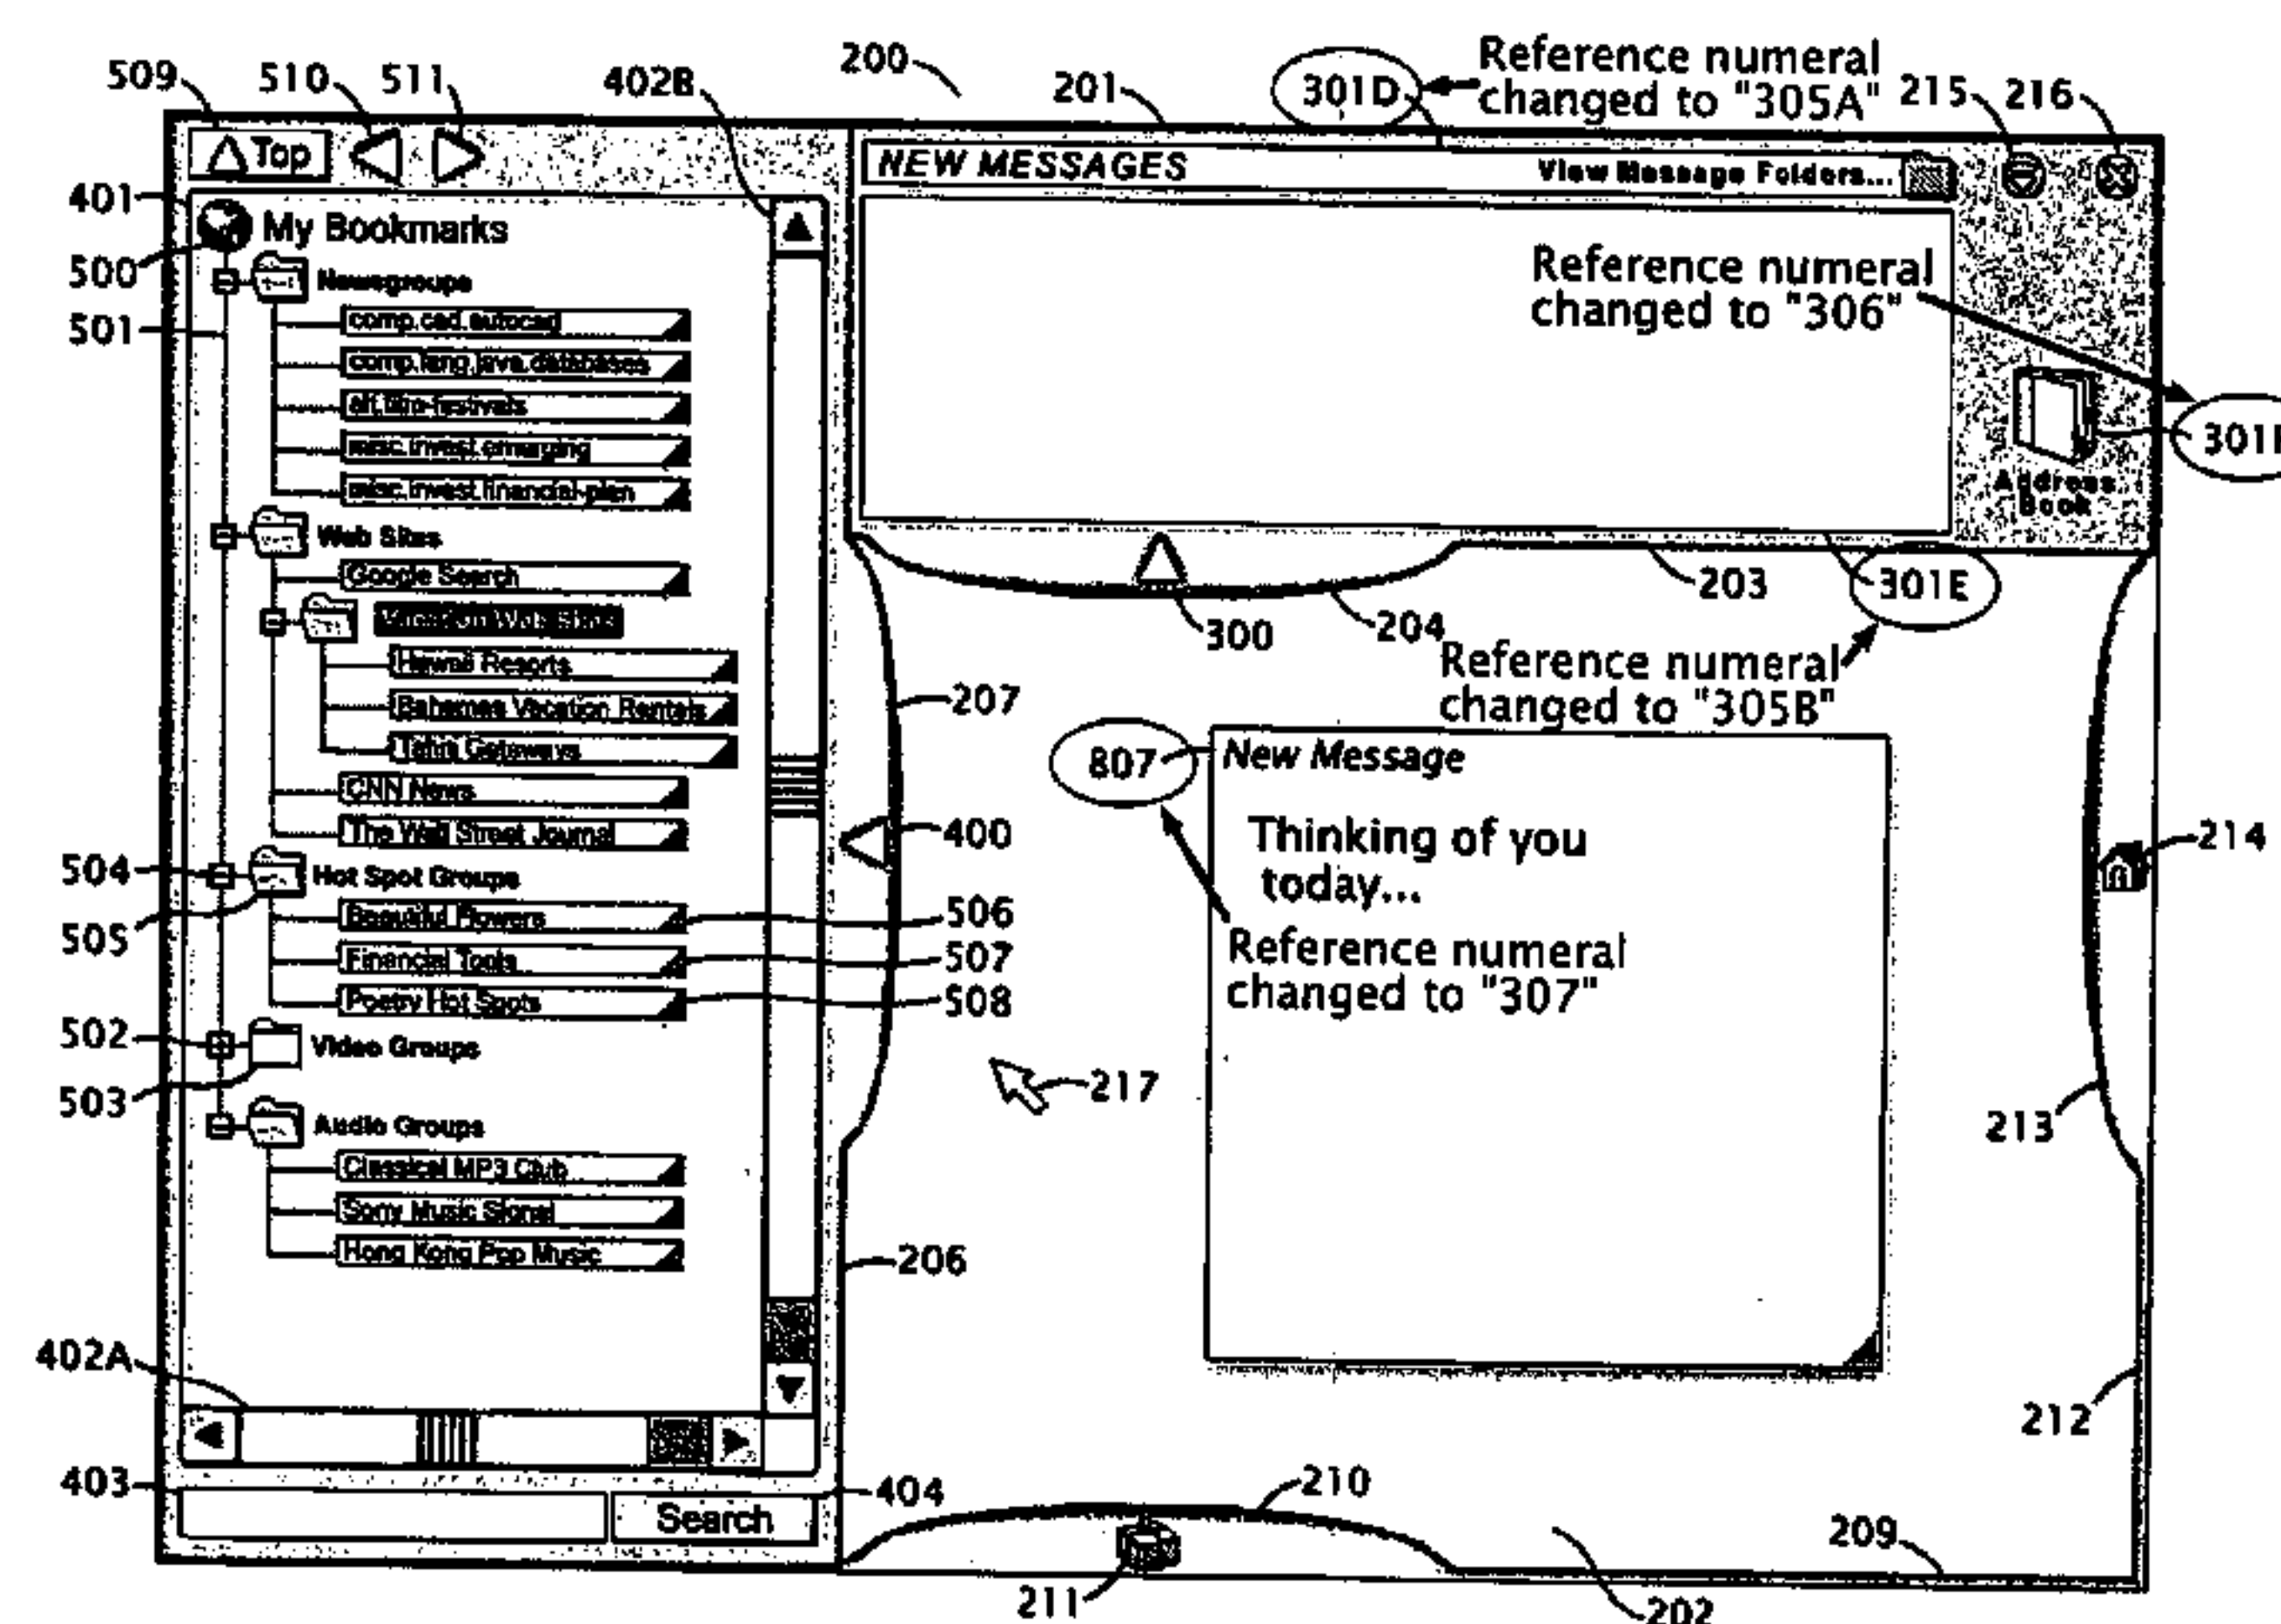 200
Reference numeral
changed to "305A"
301D
509
510
511
402B
201
215
216
Top
NEW MESSAGES
View Message Folders...
401
My Bookmarks
500
Newsgroups
Reference numeral
changed to "306"
501
comp.cad.autocad
comp.lang.java.databases
alt.film-festivals
misc.invest.emerging
301
misc.invest.financial-plan
Address
Book
Web Sites
Google Search
203
301E
300
204
Vacation Web Sites
Hawaii Resorts
Reference numeral
changed to "305B"
207
Bahamas Vacation Rentals
Tahiti Getaways
807
New Message
CNN News
The Wall Street Journal
400
Thinking of you
today...
214
504
Hot Spot Groups
505
Beautiful Flowers
506
Financial Tools
507
Poetry Hot Spots
508
Reference numeral
changed to "307"
502
Video Groups
503
217
Audio Groups
213
Classical MP3 Club
Sony Music Signal
Hong Kong Pop Music
206
402A
212
403
Search
404
210
209
211
202